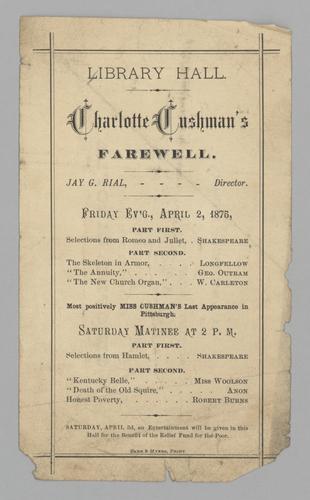 LIBRARY HALL.
Charlotte Cushman's
FAREWELL.
JAY G. RIAL, - - - - Director.
FRIDAY EV'G., APRIL 2, 1875,
PART FIRST.
Selections from Romeo and Juliet, . SHAKESPEARE
PART SECOND.
The Skeleton in Armor, . . . . . LONGFELLOW
"The Annuity," . . . . . GEO. OUTRAM
"The New Church Organ," . . . W. CARLETON
Most positively MISS CUSHMAN'S Last Appearance in
Pittsburgh.
SATURDAY MATINEE AT 2 P. M.
PART FIRST.
Selections from Hamlet, . . . . SHAKESPEARE
PART SECOND.
"Kentucky Belle," . . . . . MISS WOOLSON
"Death of the Old Squire," . . . . ANON
Honest Poverty, . . . . . ROBERT BURNS
SATURDAY, APRIL 3d, an Entertainment will be given in this
Hall for the Benefit of the Relief Fund for the Poor.
& MYERS, PRINT